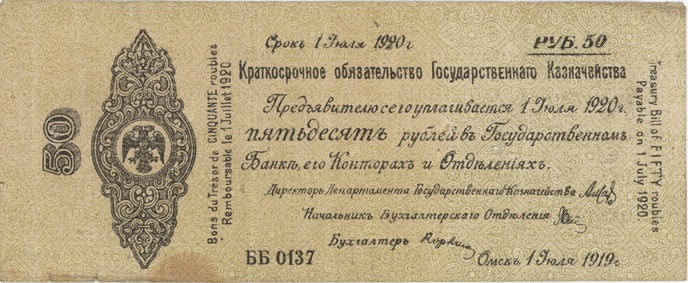 Срокъ 1 Іюля 1920 г.
РУБ. 50
Краткосрочное обязательство Государственнаго Казначейства
Предъявителю сего уплачивается 1 Іюля 1920 г.
пятьдесятъ рублей въ Государственномъ
Банкѣ, его Конторахъ и Отдѣленіяхъ.
Директоръ Департамента Государственнаго Казначейства
Начальникъ Бухгалтерскаго Отдѣленія
Бухгалтеръ
ББ 0137
Омскъ, 1 Іюля 1919 г.
50
Bons du Trésor de CINQUANTE roubles
Remboursable le 1 Juillet 1920.
Treasury Bill of FIFTY roubles
Payable on 1 July 1920.